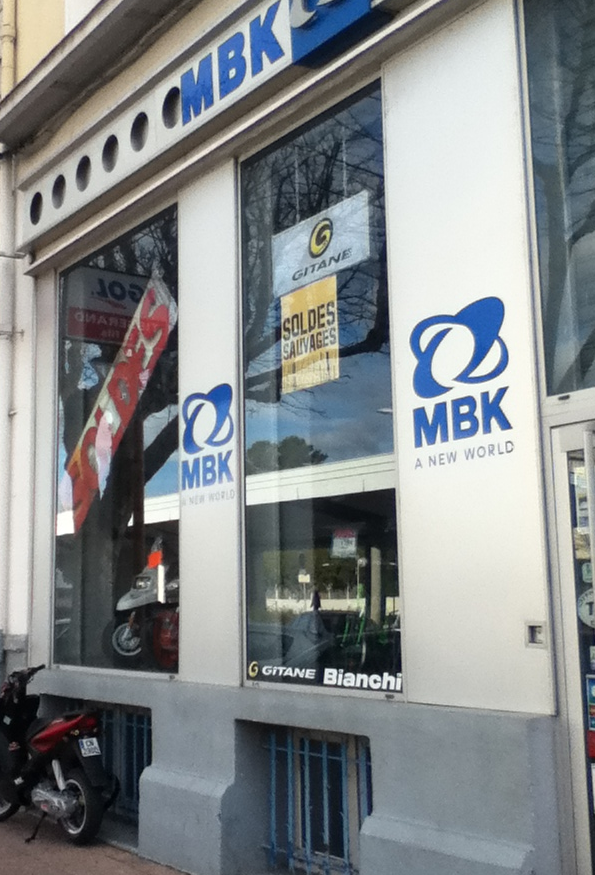 MBK
GITANE
SOLDES
SAUVAGES
MBK
A NEW WORLD
MBK
A NEW WORLD
GITANE Bianchi